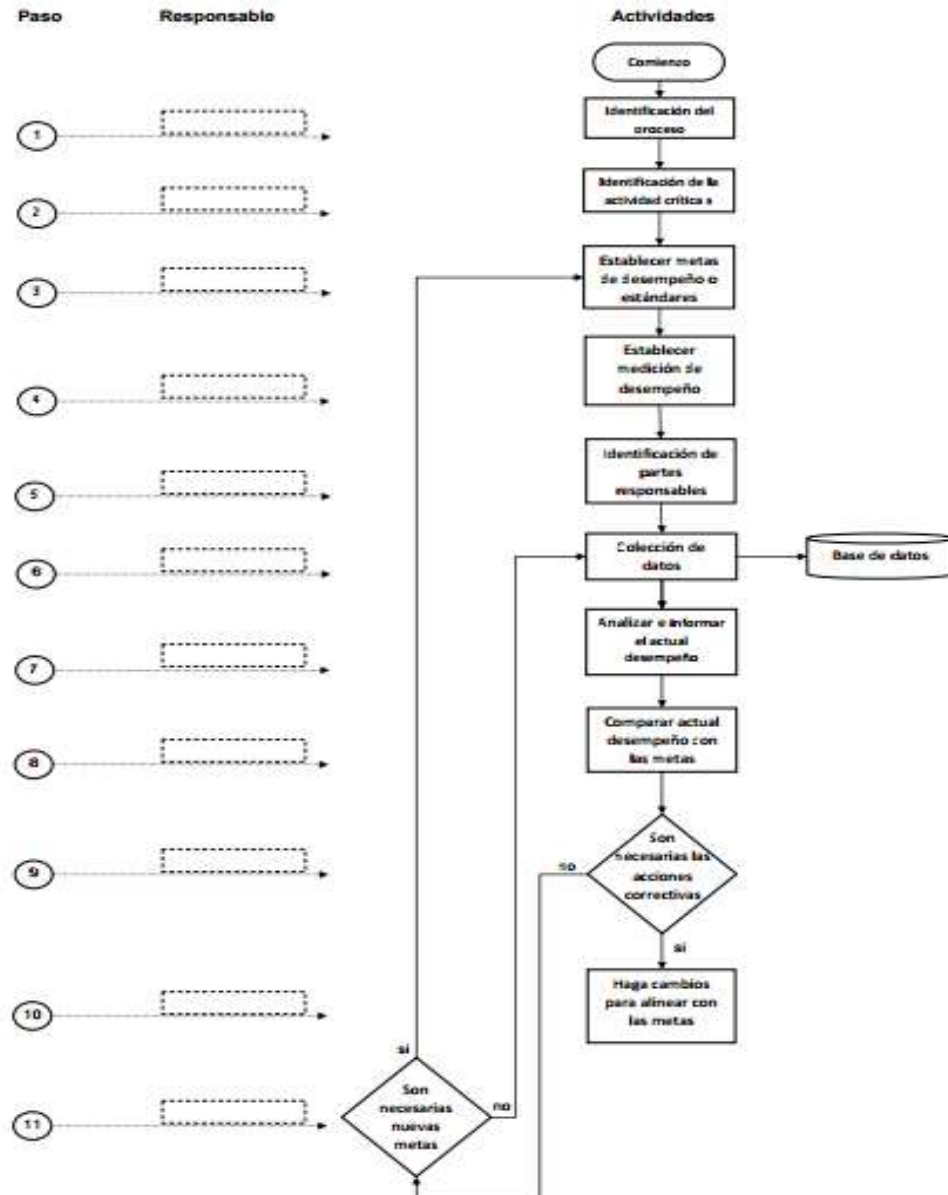 Paso Responsable Actividades
Comienzo
1
Identificación del
proceso
2
Identificación de la
actividad crítica s
3
Establecer metas
de desempeño o
estándares
4
Establecer
medición de
desempeño
5
Identificación de
partes
responsables
6
Colección de
datos
Base de datos
7
Analizar e informar
el actual
desempeño
8
Comparar actual
desempeño con
las metas
9
no
Son
necesarias las
acciones
correctivas
si
10
Haga cambios
para alinear con
las metas
si
11
Son
necesarias
nuevas
metas
no